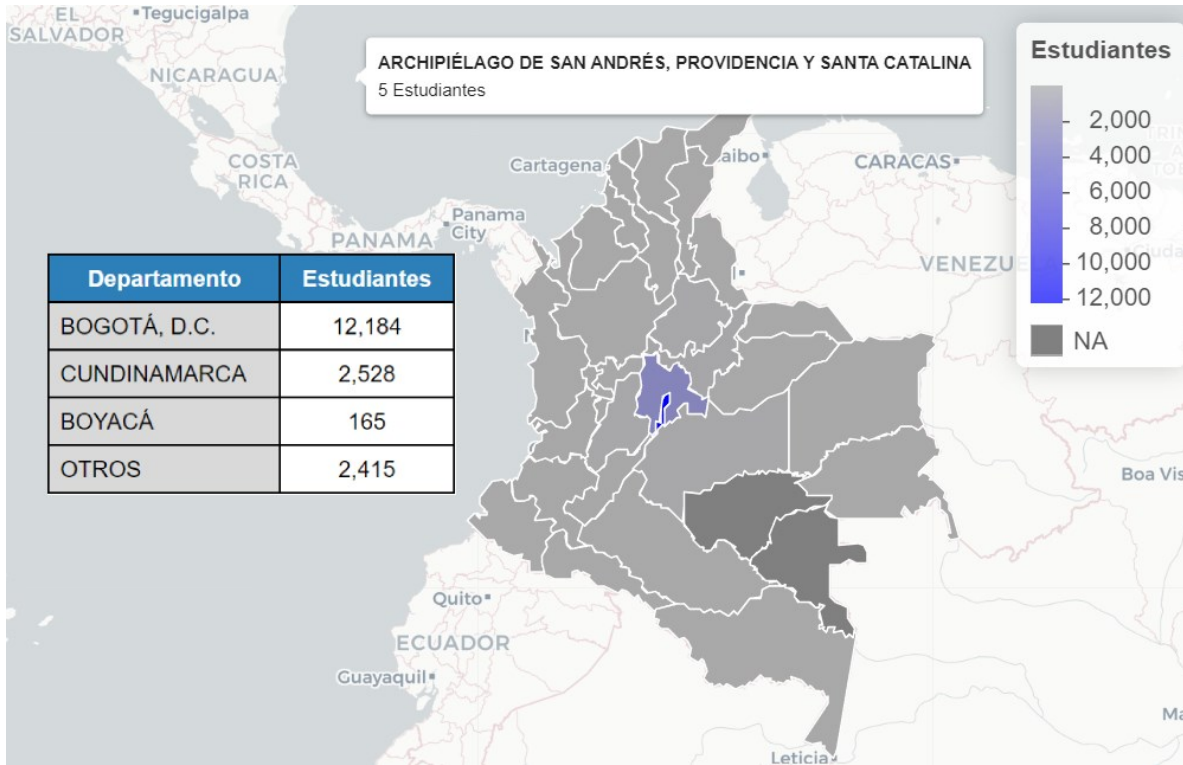 EL
SALVADOR
Tegucigalpa
NICARAGUA
ARCHIPIÉLAGO DE SAN ANDRÉS, PROVIDENCIA Y SANTA CATALINA
5 Estudiantes
Estudiantes
2,000
4,000
6,000
8,000
10,000
12,000
NA
COSTA
RICA
Cartagena
aibo
CARACAS
Panama
City
PANAMA
VENEZU
Departamento Estudiantes
BOGOTÁ, D.C. 12,184
CUNDINAMARCA 2,528
BOYACÁ 165
OTROS 2,415
Boa Vis
Quito
ECUADOR
Guayaquil
Ma
Leticia